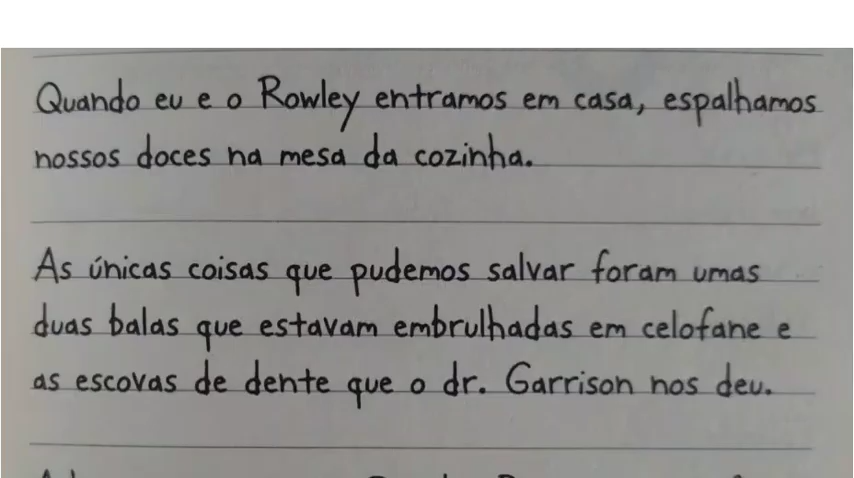 Quando eu e o Rowley entramos em casa, espalhamos
nossos doces na mesa da cozinha.
As únicas coisas que pudemos salvar foram umas
duas balas que estavam embrulhadas em celofane e
as escovas de dente que o dr. Garrison nos deu.